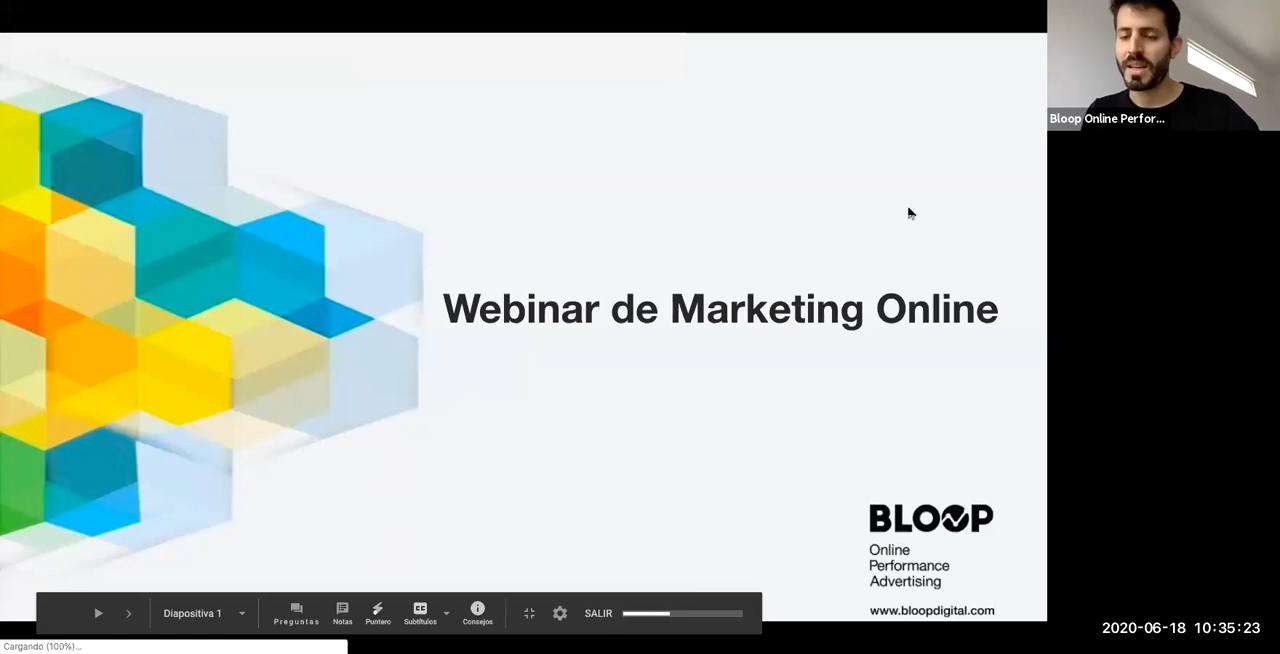 Bloop Online Perfor...
Webinar de Marketing Online
BLOOP
Online
Performance
Advertising
www.bloopdigital.com
Diapositiva 1
Preguntas
Notas
Puntero
CC
Subtítulos
Consejos
SALIR
2020-06-18 10:35:23
Cargando (100%)...